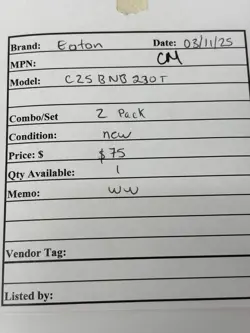 Brand: Eaton Date: 03/11/25
MPN: CM
Model: C25BNB230T
Combo/Set 2 Pack
Condition: new
Price: $ $75
Qty Available: 1
Memo: WW
Vendor Tag:
Listed by: